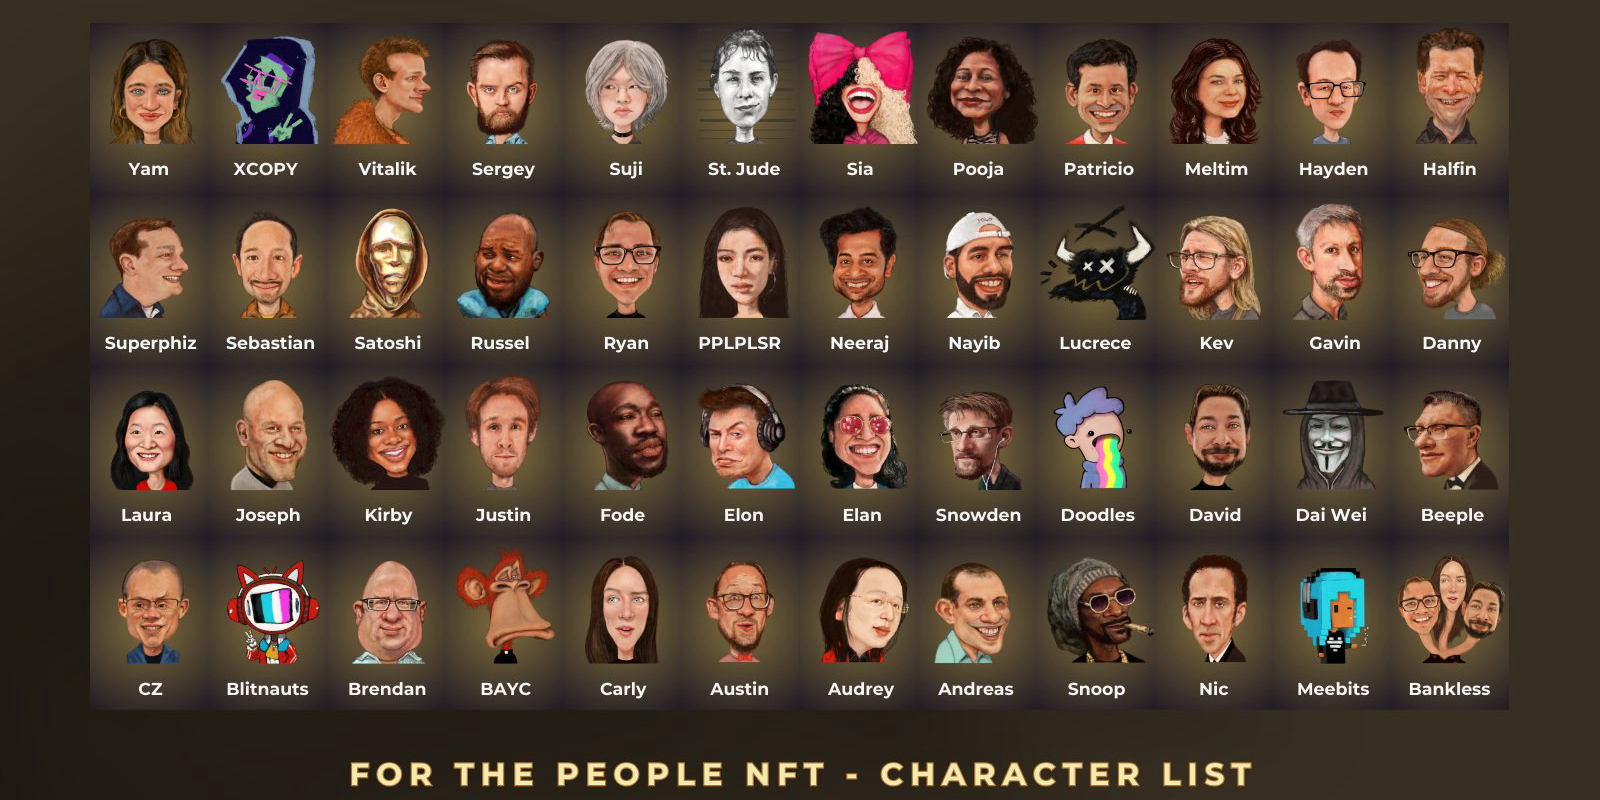 Yam XCOPY Vitalik Sergey Suji St. Jude Sia Pooja Patricio Meltim Hayden Halfin
Superphiz Sebastian Satoshi Russel Ryan PPLPLSR Neeraj Nayib Lucrece Kev Gavin Danny
Laura Joseph Kirby Justin Fode Elon Elan Snowden Doodles David Dai Wei Beeple
CZ Blitnauts Brendan BAYC Carly Austin Audrey Andreas Snoop Nic Meebits Bankless
FOR THE PEOPLE NFT - CHARACTER LIST